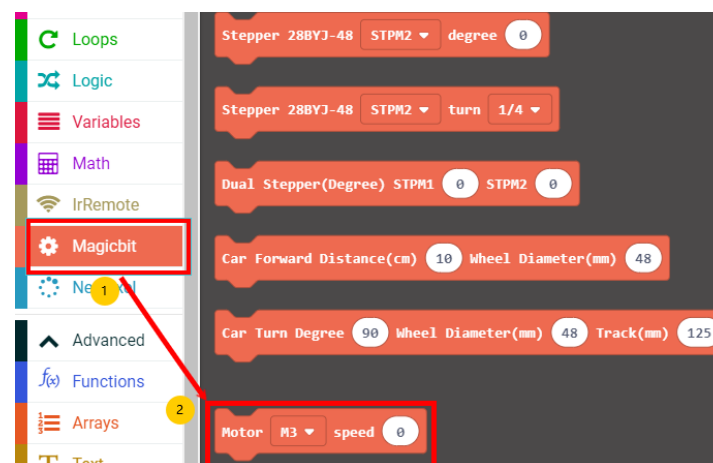 Loops
Logic
Variables
Math
IrRemote
Magicbit
1
Advanced
f(x) Functions
Arrays
2
Text
Stepper 28BYJ-48 STPM2 degree 0
Stepper 28BYJ-48 STPM2 turn 1/4
Dual Stepper(Degree) STPM1 0 STPM2 0
Car Forward Distance(cm) 10 Wheel Diameter(mm) 48
Car Turn Degree 90 Wheel Diameter(mm) 48 Track(mm) 125
Motor M3 speed 0